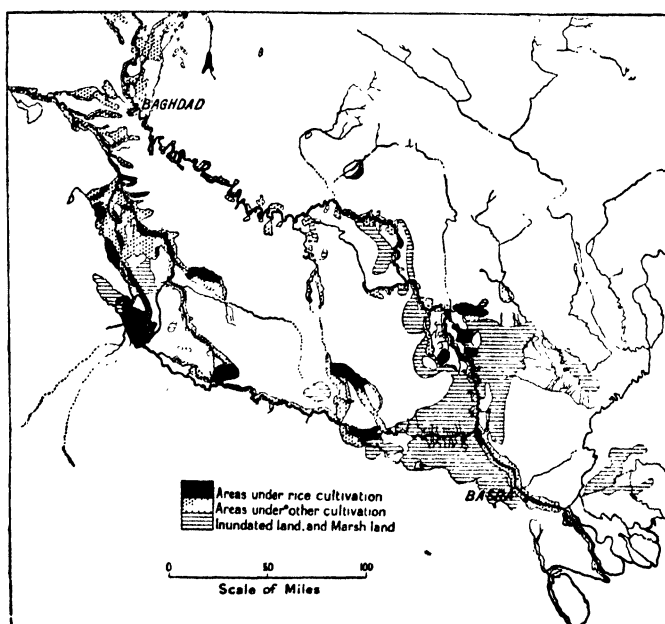 BAGHDAD
BASRA
Areas under rice cultivation
Areas under other cultivation
Inundated land, and Marsh land
0 50 100
Scale of Miles